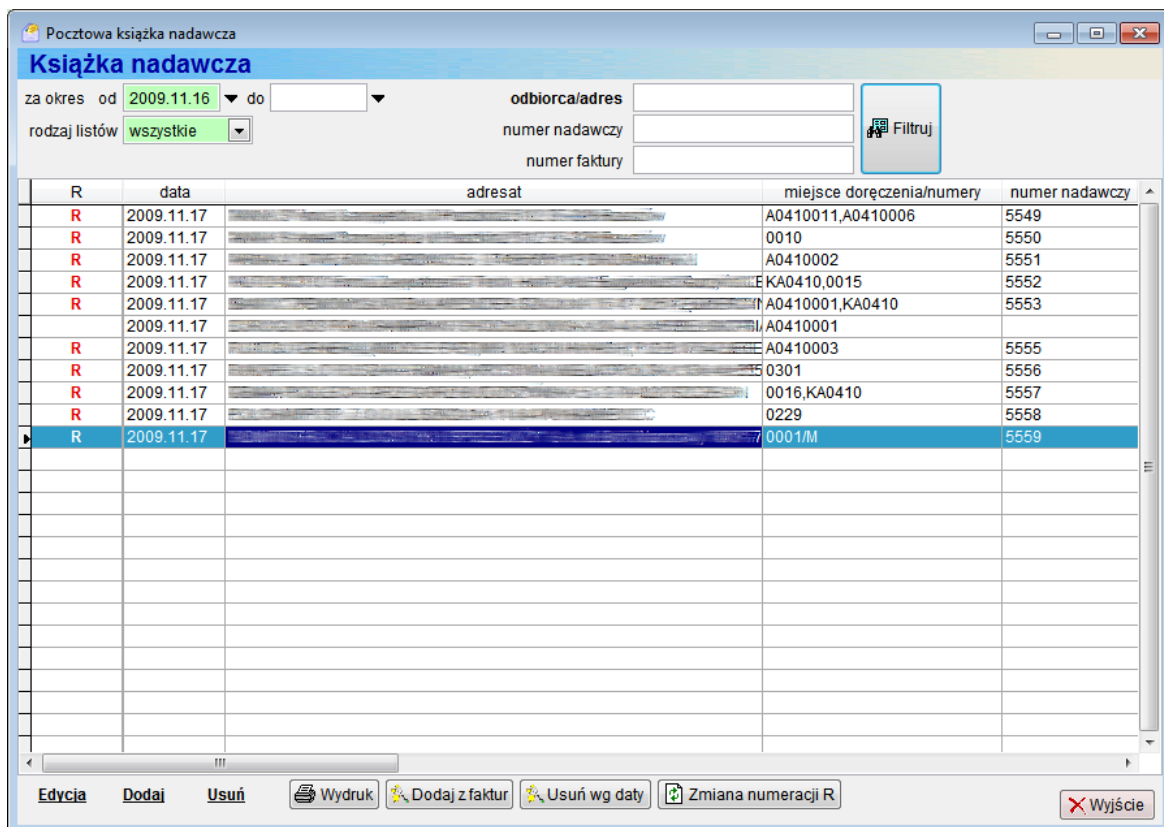 Pocztowa książka nadawcza
Książka nadawcza
za okres od 2009.11.16 do odbiorca/adres
rodzaj listów wszystkie numer nadawczy Filtruj
numer faktury
R data adresat miejsce doręczenia/numery numer nadawczy
R 2009.11.17 A0410011,A0410006 5549
R 2009.11.17 0010 5550
R 2009.11.17 A0410002 5551
R 2009.11.17 KA0410,0015 5552
R 2009.11.17 A0410001,KA0410 5553
2009.11.17 A0410001
R 2009.11.17 A0410003 5555
R 2009.11.17 0301 5556
R 2009.11.17 0016,KA0410 5557
R 2009.11.17 0229 5558
R 2009.11.17 0001/M 5559
Edycja Dodaj Usuń Wydruk Dodaj z faktur Usuń wg daty Zmiana numeracji R Wyjście